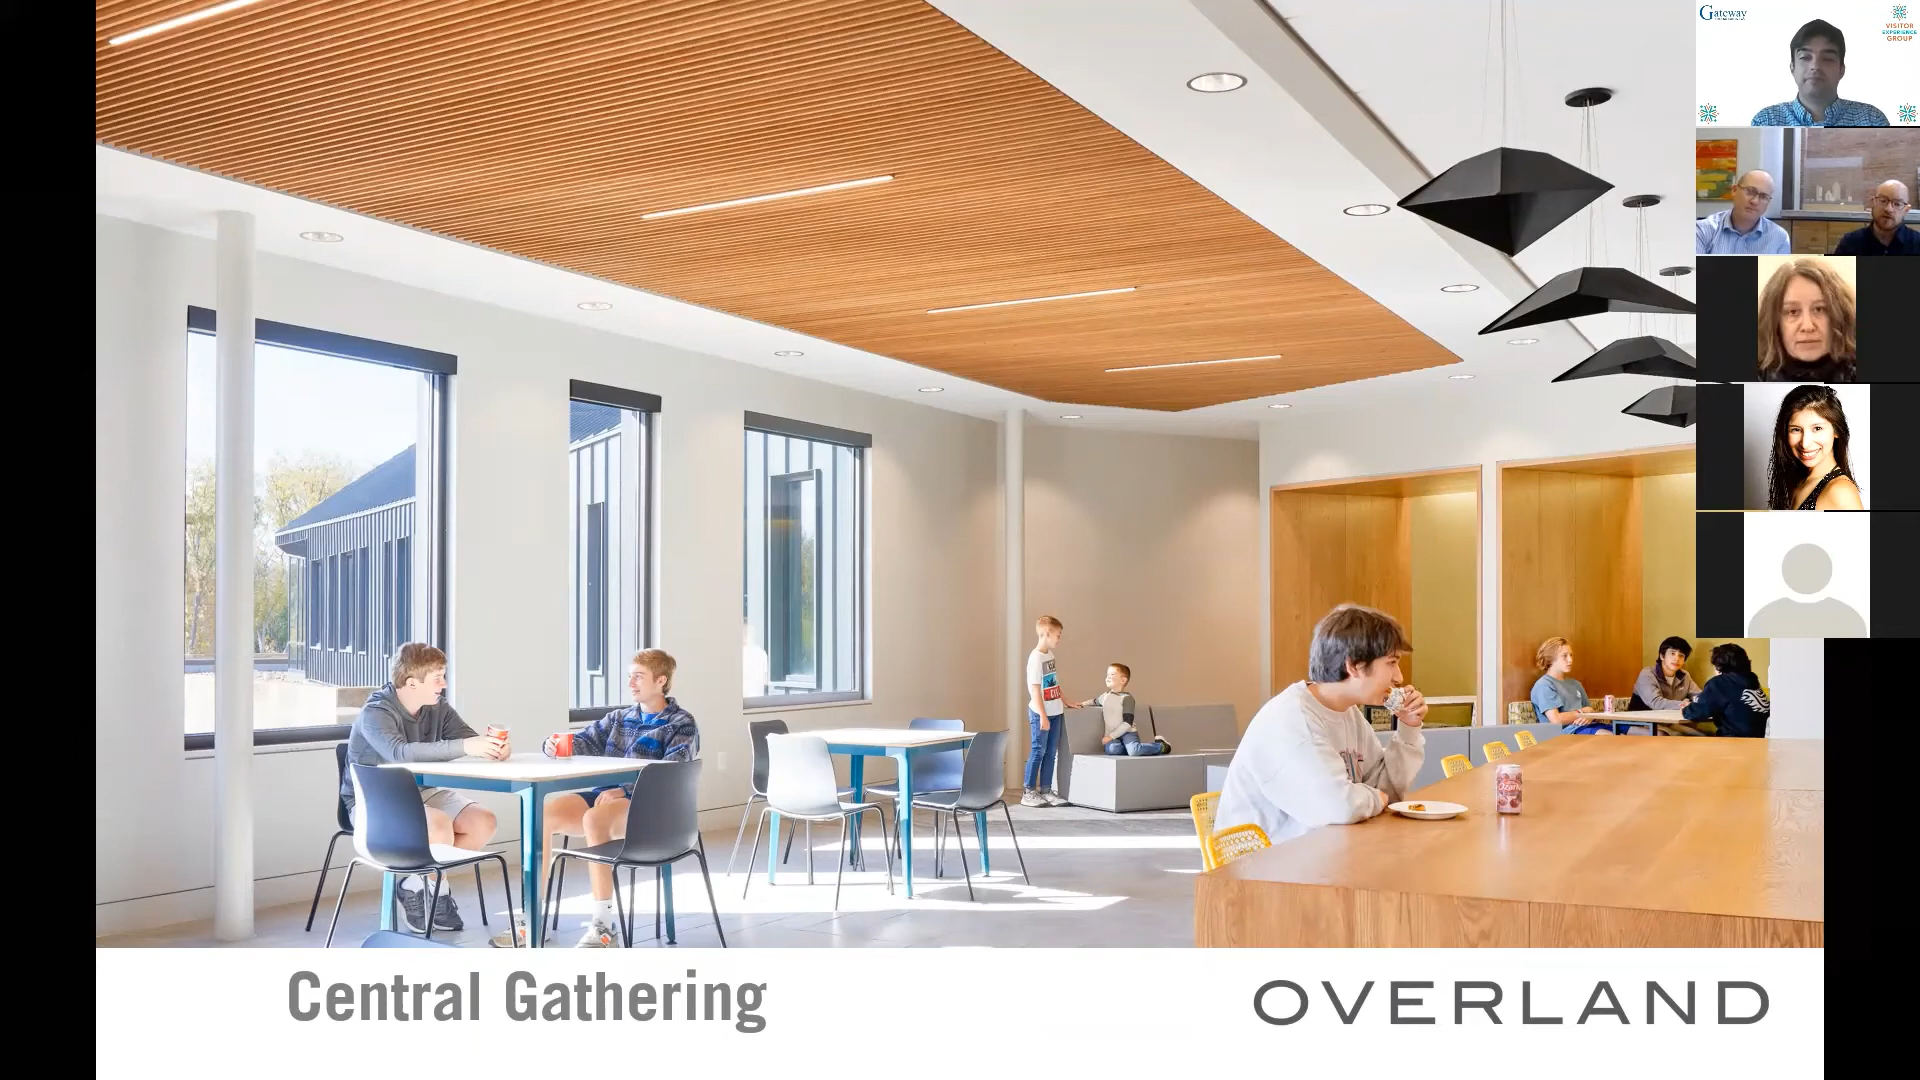 Gateway
VISITOR
EXPERIENCE
GROUP
Central Gathering
OVERLAND